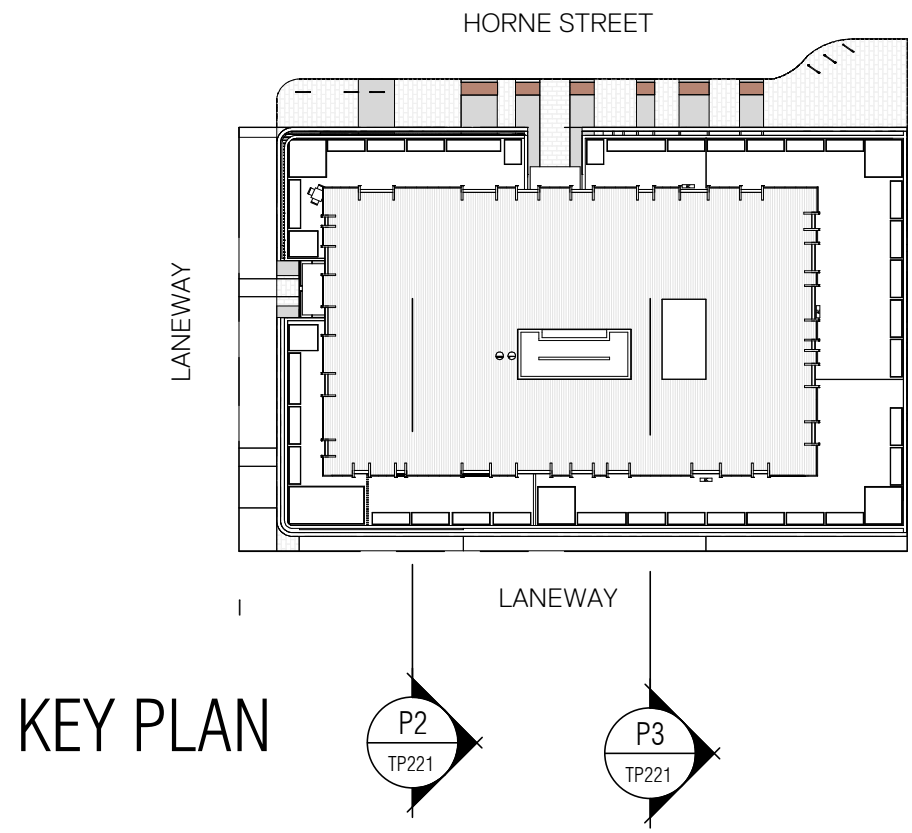 HORNE STREET
LANEWAY
LANEWAY
KEY PLAN
P2
TP221
P3
TP221